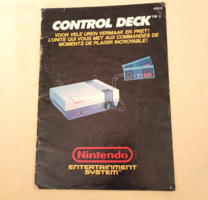 CONTROL DECK
VOOR VELE UREN VERMAAK EN PRET!
L'UNITE QUI VOUS MET AUX COMMANDES DE
MOMENTS DE PLAISIR INCROYABLE!
Nintendo
ENTERTAINMENT
SYSTEM